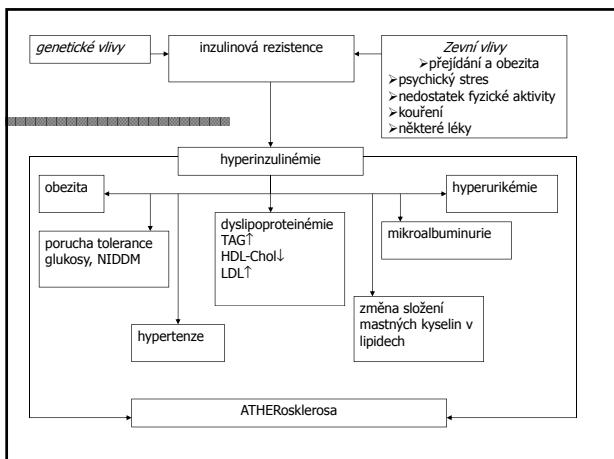 genetické vlivy
inzulinová rezistence
Zevní vlivy
➢přejídání a obezita
➢psychický stres
➢nedostatek fyzické aktivity
➢kouření
➢některé léky
hyperinzulinémie
obezita
hyperurikémie
porucha tolerance
glukosy, NIDDM
dyslipoproteinémie
TAG↑
HDL-Chol↓
LDL↑
mikroalbuminurie
hypertenze
změna složení
mastných kyselin v
lipidech
ATHERosklerosa